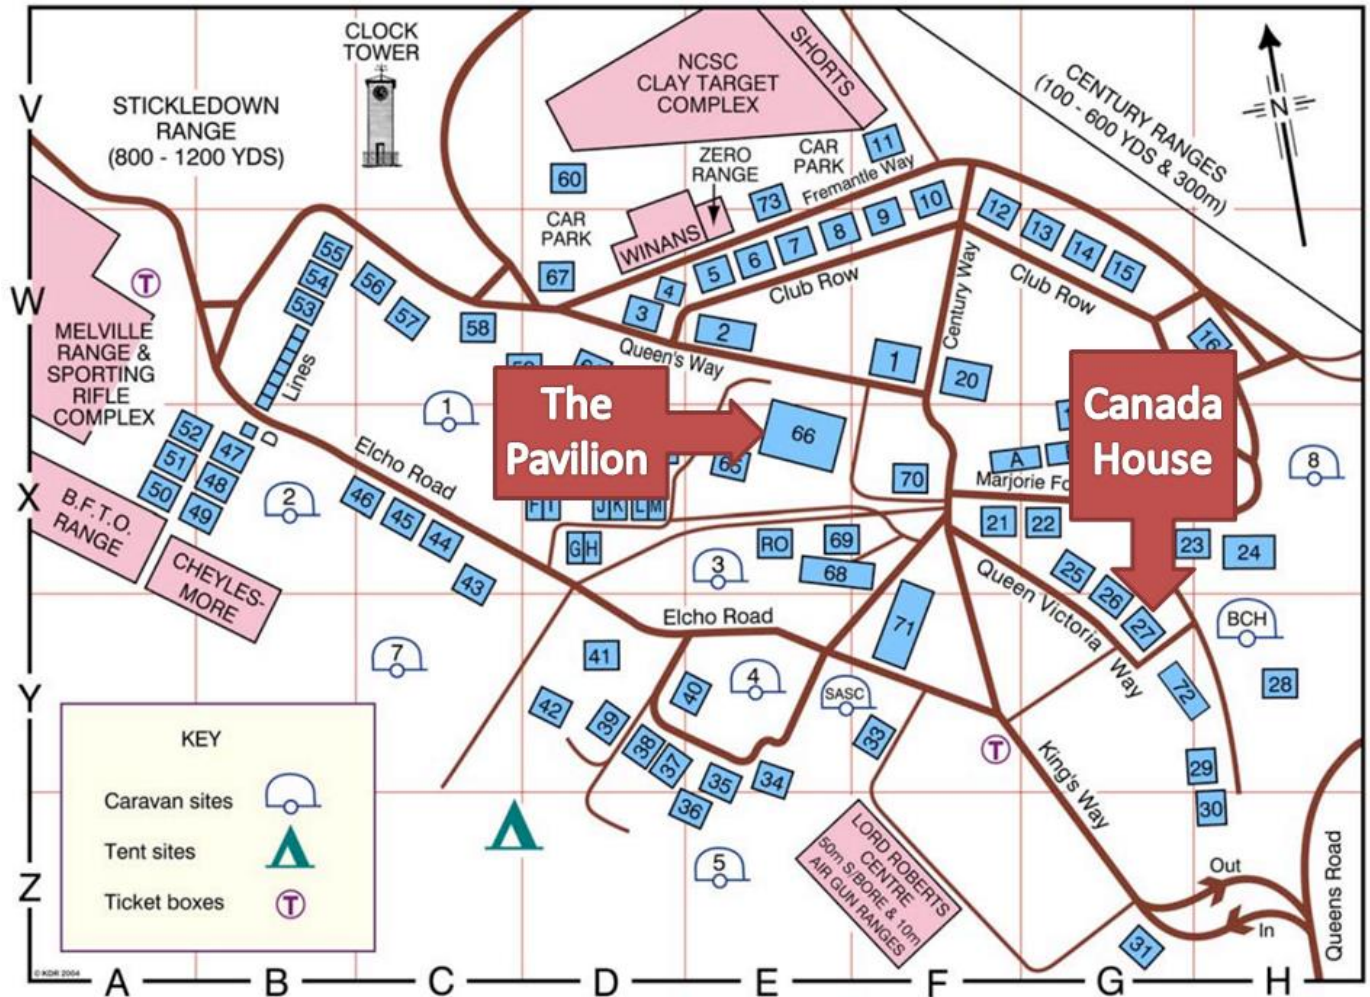 CLOCK
TOWER
NCSC
CLAY TARGET
COMPLEX
SHORTS
CENTURY RANGES
(100 - 600 YDS & 300m)
N
V
STICKLEDOWN
RANGE
(800 - 1200 YDS)
ZERO
RANGE
CAR
PARK
11
Fremantle Way
60
73
10
9
8
7
6
5
12
13
14
15
CAR
PARK
WINANS
67
4
3
Club Row
Club Row
Century Way
W
T
55
54
53
56
57
58
2
Queen's Way
1
20
16
MELVILLE
RANGE &
SPORTING
RIFLE
COMPLEX
Lines
D
1
The
Pavilion
66
Canada
House
8
52
51
50
47
48
49
X
B.F.T.O.
RANGE
CHEYLES-
MORE
2
Elcho Road
46
45
44
43
J K L M
G H
3
RO
69
68
70
A
Marjorie Fo
21
22
23
24
25
26
27
Queen Victoria
Way
BCH
71
Elcho Road
7
41
42
39
38
37
40
4
35
36
34
SASC
33
72
28
29
30
Y
KEY
Caravan sites
Tent sites
Ticket boxes
T
T
King's Way
5
LORD ROBERTS
CENTRE
50m S/BORE & 10m
AIR GUN RANGES
Z
Out
In
31
Queens Road
© KDR 2004
A
B
C
D
E
F
G
H